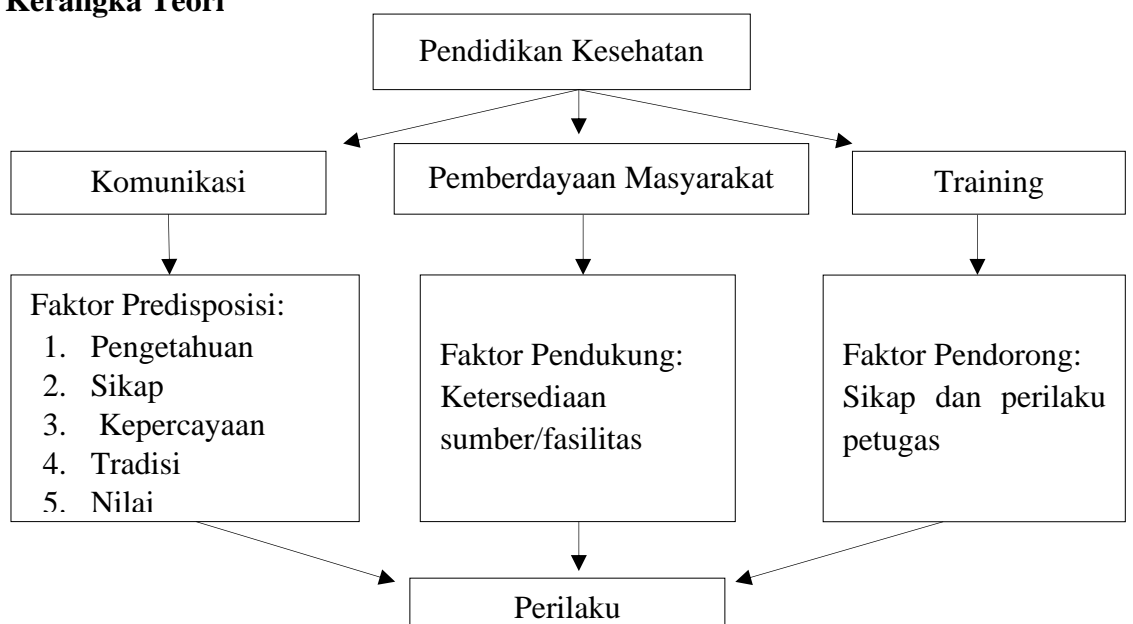 Kerangka Teori
Pendidikan Kesehatan
Komunikasi
Pemberdayaan Masyarakat
Training
Faktor Predisposisi:
1. Pengetahuan
2. Sikap
3. Kepercayaan
4. Tradisi
5. Nilai
Faktor Pendukung:
Ketersediaan
sumber/fasilitas
Faktor Pendorong:
Sikap dan perilaku
petugas
Perilaku